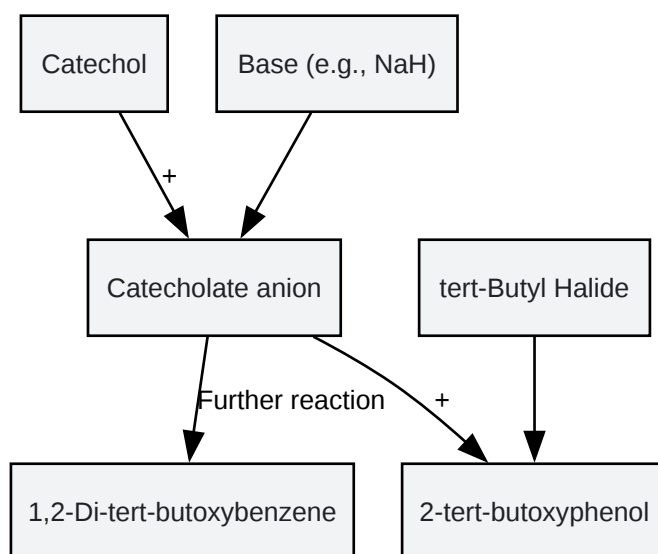 Catechol
Base (e.g., NaH)
+
Catecholate anion
tert-Butyl Halide
Further reaction
+
1,2-Di-tert-butoxybenzene
2-tert-butoxyphenol